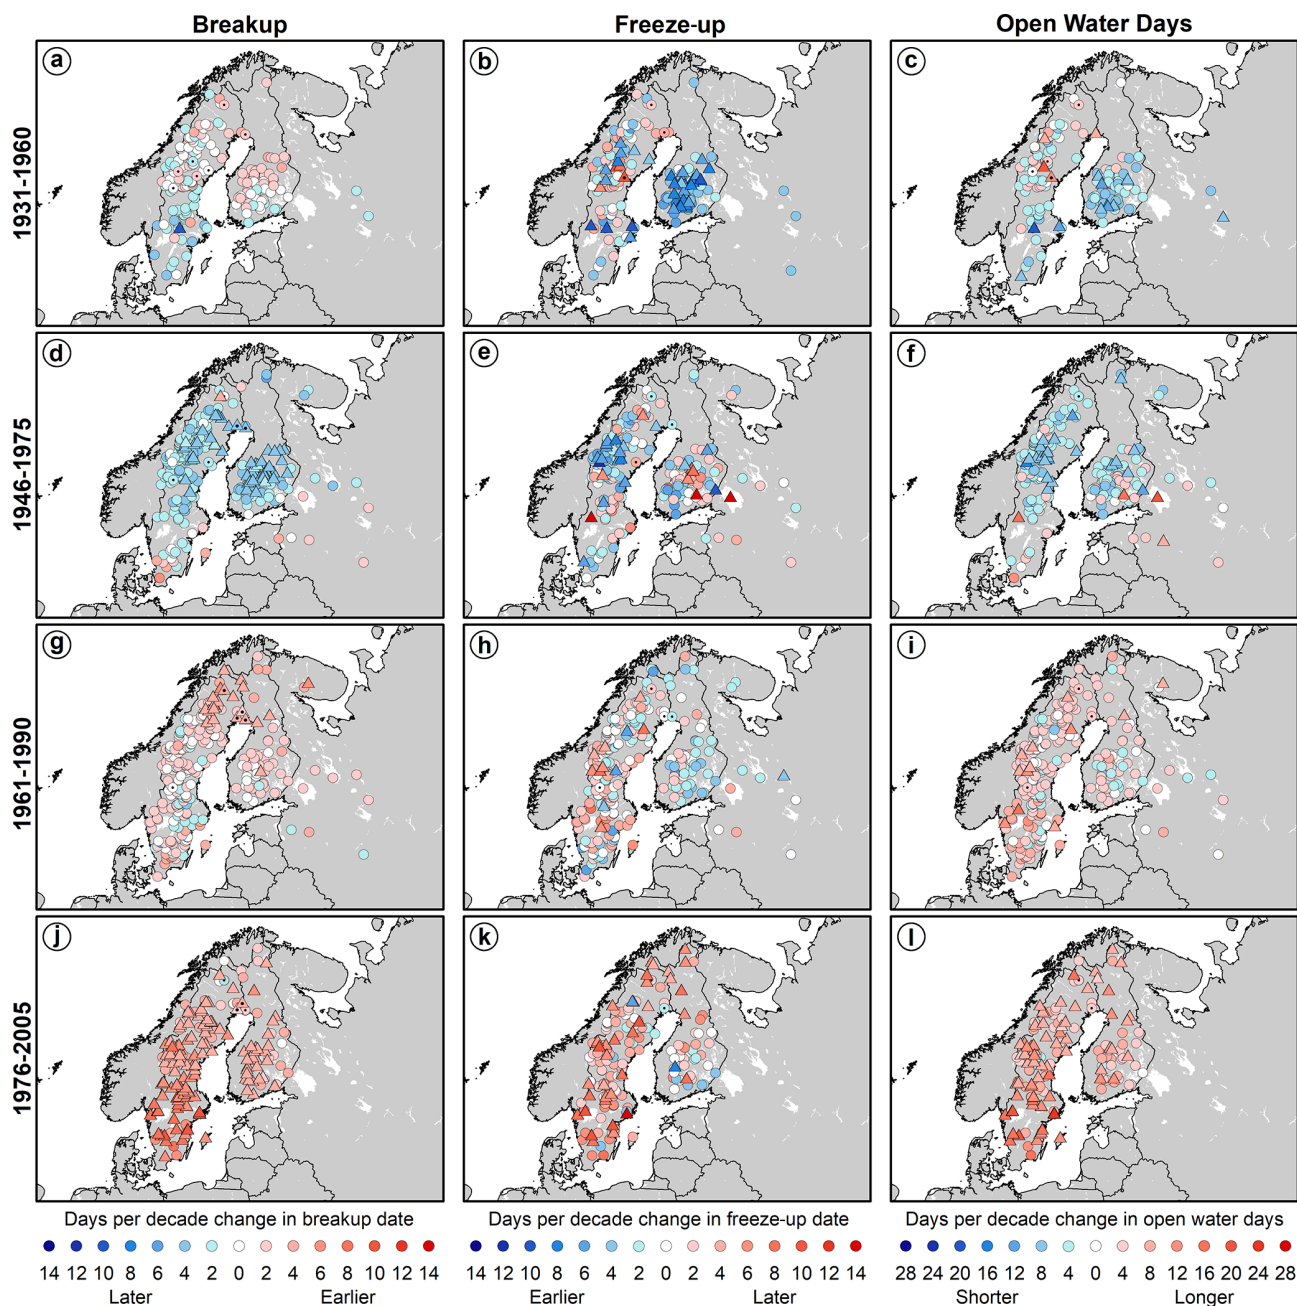 Breakup Freeze-up Open Water Days
1931-1960
a b c
1946-1975
d e f
1961-1990
g h i
1976-2005
j k l
Days per decade change in breakup date
14 12 10 8 6 4 2 0 2 4 6 8 10 12 14
Later Earlier
Days per decade change in freeze-up date
14 12 10 8 6 4 2 0 2 4 6 8 10 12 14
Earlier Later
Days per decade change in open water days
28 24 20 16 12 8 4 0 4 8 12 16 20 24 28
Shorter Longer